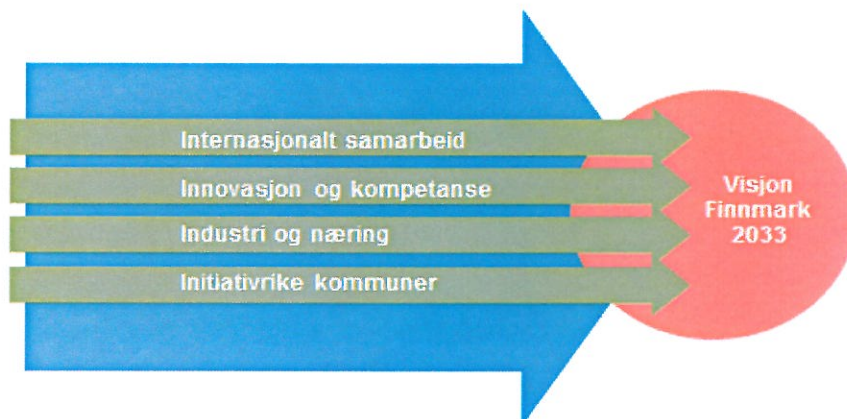 Internasjonalt samarbeid
Innovasjon og kompetanse
Industri og næring
Initiativrike kommuner
Visjon
Finnmark
2033